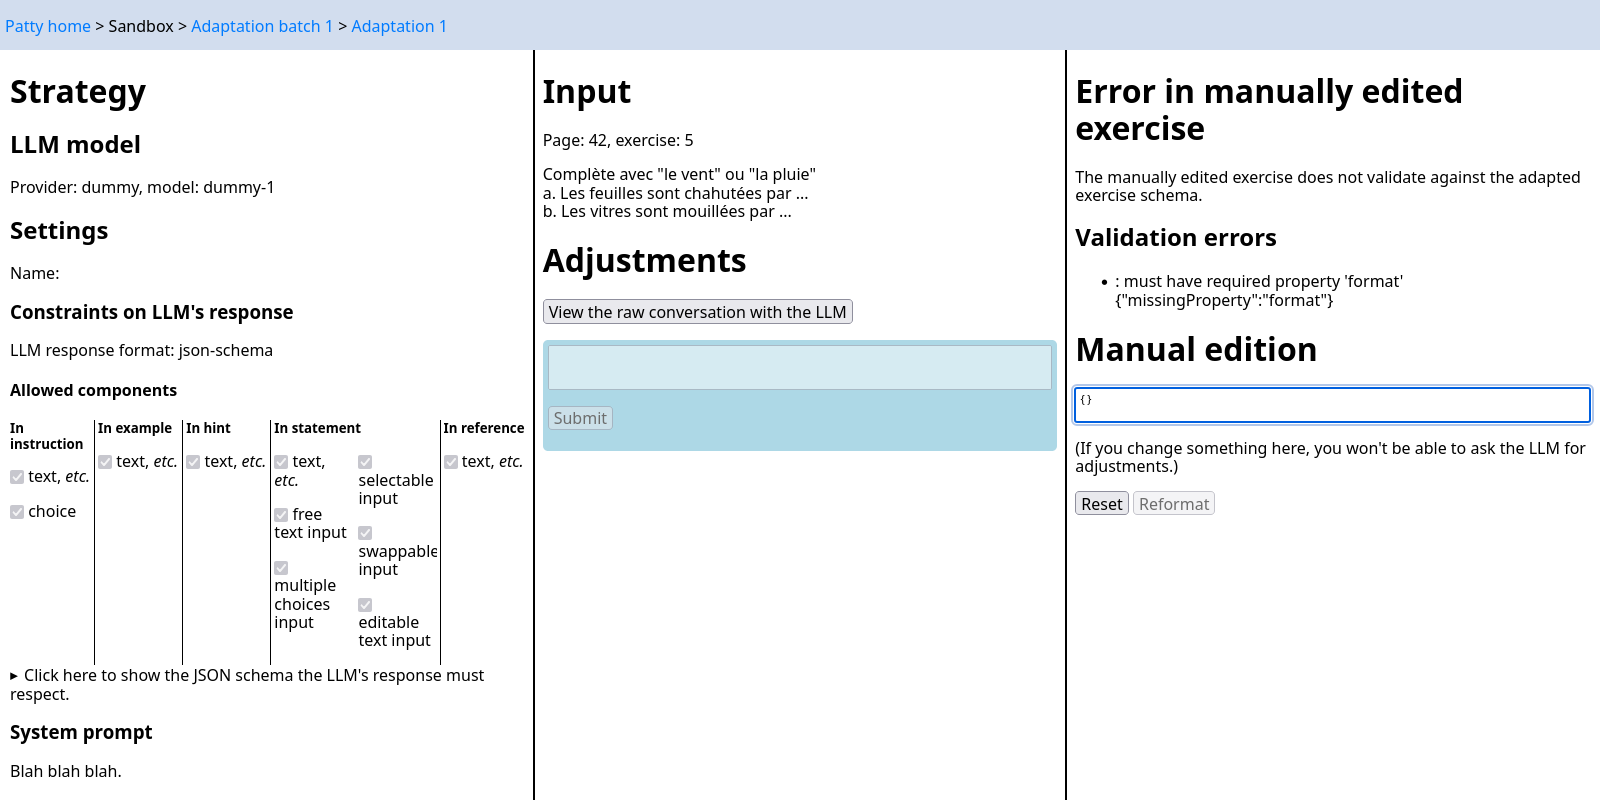 Patty home > Sandbox > Adaptation batch 1 > Adaptation 1
Strategy
LLM model
Provider: dummy, model: dummy-1
Settings
Name:
Constraints on LLM's response
LLM response format: json-schema
Allowed components
In
instruction
text, etc.
choice
In example
text, etc.
In hint
text, etc.
In statement
text,
etc.
free
text input
multiple
choices
input
selectable
input
swappable
input
editable
text input
In reference
text, etc.
▸ Click here to show the JSON schema the LLM's response must
respect.
System prompt
Blah blah blah.
Input
Page: 42, exercise: 5
Complète avec "le vent" ou "la pluie"
a. Les feuilles sont chahutées par ...
b. Les vitres sont mouillées par ...
Adjustments
View the raw conversation with the LLM
Submit
Error in manually edited
exercise
The manually edited exercise does not validate against the adapted
exercise schema.
Validation errors
• : must have required property 'format'
{"missingProperty":"format"}
Manual edition
{}
(If you change something here, you won't be able to ask the LLM for
adjustments.)
Reset Reformat